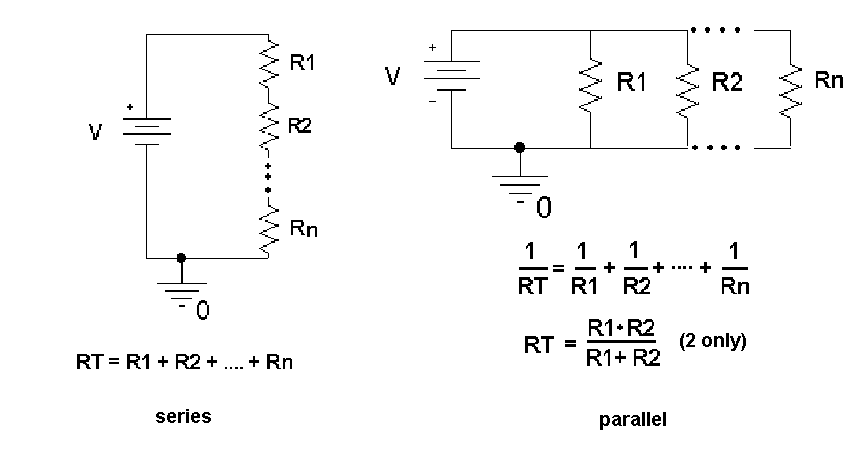 +
V
R1
R2
Rn
0
RT = R1 + R2 + .... + Rn
series
+
V
−
R1
R2
Rn
0
1/RT = 1/R1 + 1/R2 + .... + 1/Rn
RT = R1•R2/R1+ R2 (2 only)
parallel